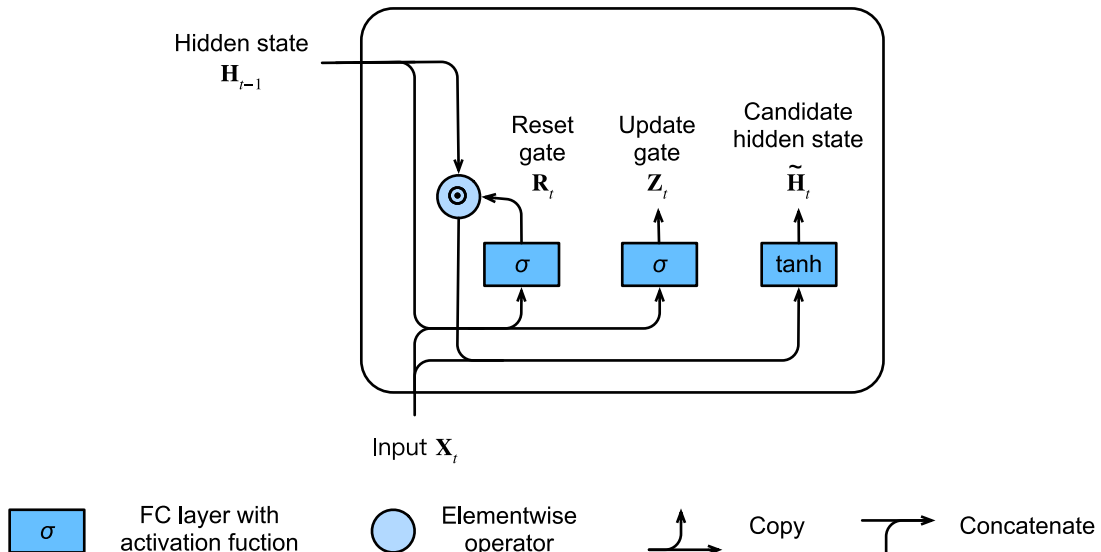 Hidden state
H_{t−1}
Reset
gate
R_t
Update
gate
Z_t
Candidate
hidden state
H̃_t
⊙
σ
σ
tanh
Input X_t
σ
FC layer with
activation fuction
Elementwise
operator
Copy
Concatenate